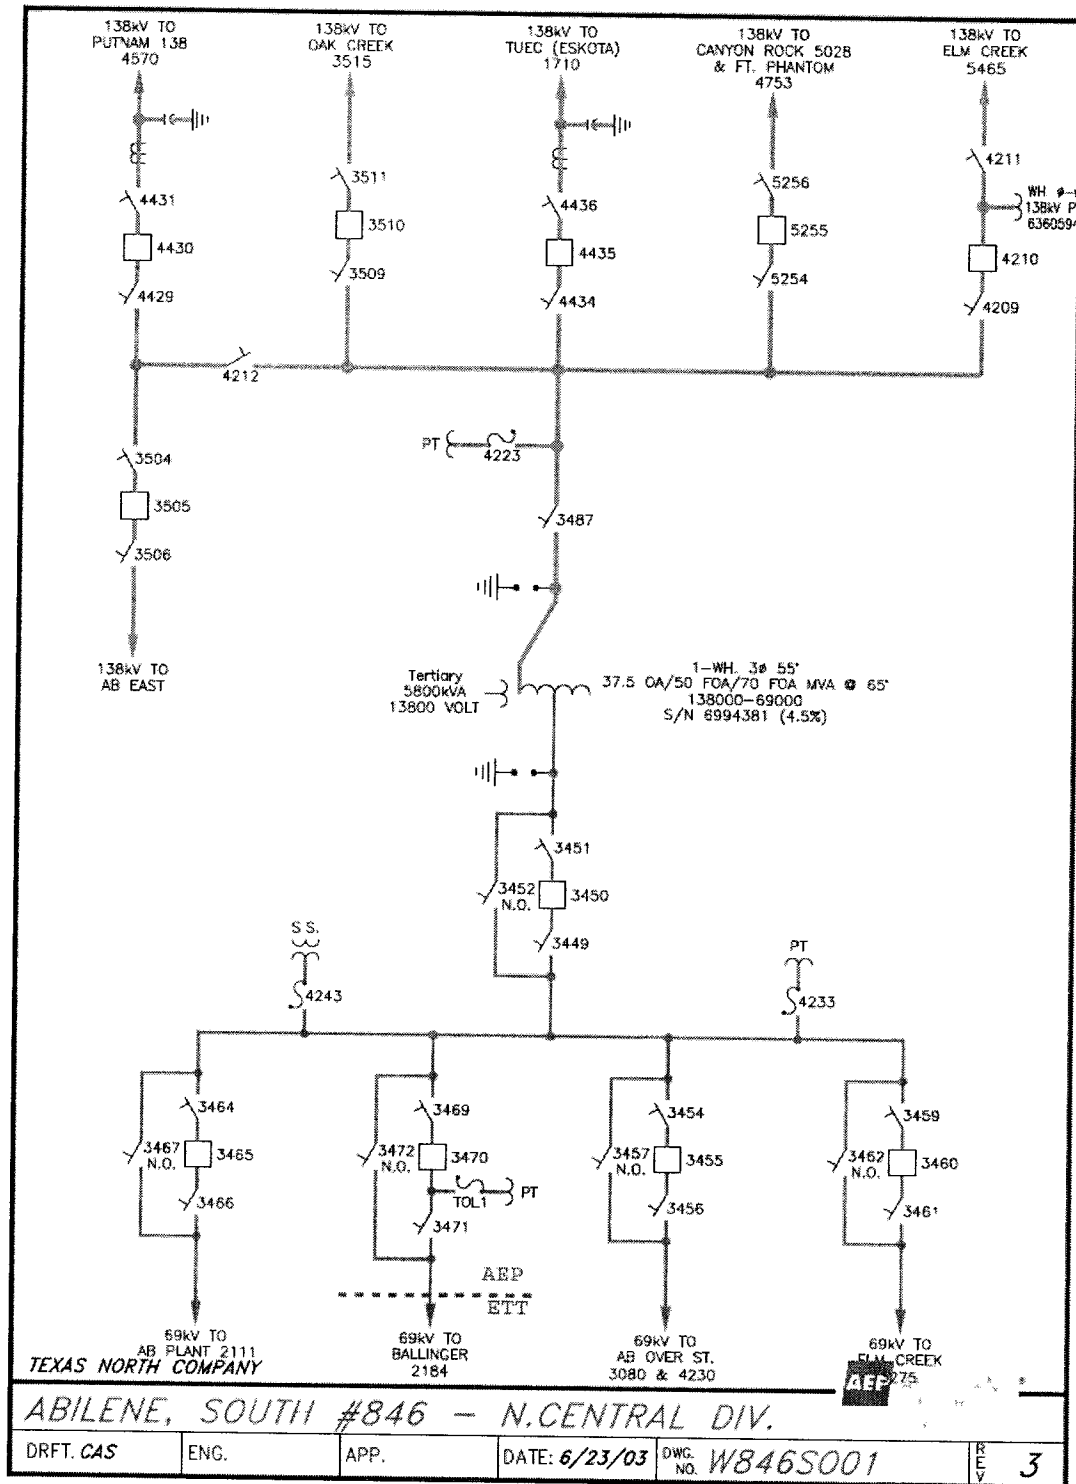 138kV TO
PUTNAM 138
4570
138kV TO
OAK CREEK
3515
138kV TO
TUEC (ESKOTA)
1710
138kV TO
CANYON ROCK 5028
& FT. PHANTOM
4753
138kV TO
ELM CREEK
5465
4431
4430
4429
3511
3510
3509
4436
4435
4434
5256
5255
5254
4211
WH
138kV P
636059
4210
4209
4212
3504
3505
3506
138kV TO
AB EAST
PT
4223
3487
Tertiary
5800kVA
13800 VOLT
1-WH. 3ø 55°
37.5 OA/50 FOA/70 FOA MVA @ 65°
138000-69000
S/N 6994381 (4.5%)
3451
3452
N.O.
3450
3449
S.S.
4243
PT
4233
3464
3467
N.O.
3465
3466
3469
3472
N.O.
3470
TOL1
PT
3471
3454
3457
N.O.
3455
3456
3459
3462
N.O.
3460
3461
AEP
ETT
69kV TO
AB PLANT 2111
69kV TO
BALLINGER
2184
69kV TO
AB OVER ST.
3080 & 4230
69kV TO
ELM CREEK
275
TEXAS NORTH COMPANY
AEP
ABILENE, SOUTH #846 - N.CENTRAL DIV.
DRFT. CAS
ENG.
APP.
DATE: 6/23/03
DWG. NO. W846S001
REV. 3